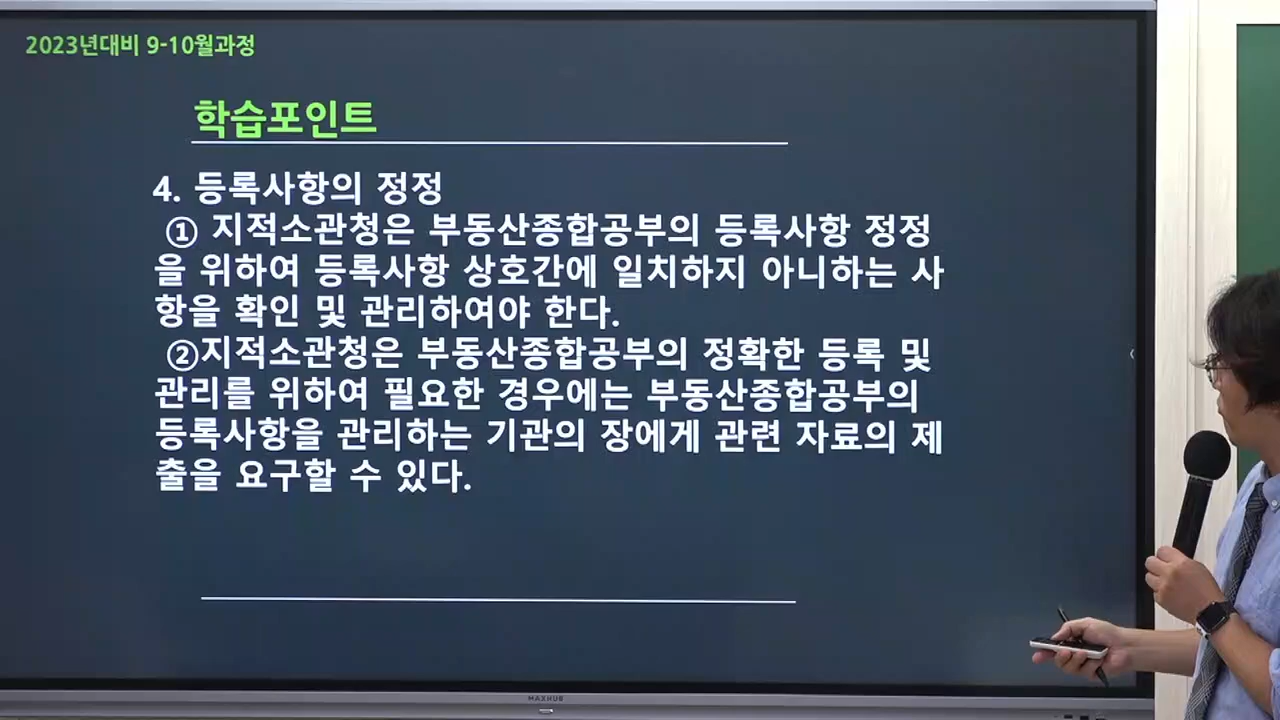 2023년대비 9-10월과정
학습포인트
4. 등록사항의 정정
① 지적소관청은 부동산종합공부의 등록사항 정정
을 위하여 등록사항 상호간에 일치하지 아니하는 사
항을 확인 및 관리하여야 한다.
②지적소관청은 부동산종합공부의 정확한 등록 및
관리를 위하여 필요한 경우에는 부동산종합공부의
등록사항을 관리하는 기관의 장에게 관련 자료의 제
출을 요구할 수 있다.
MAXHUB